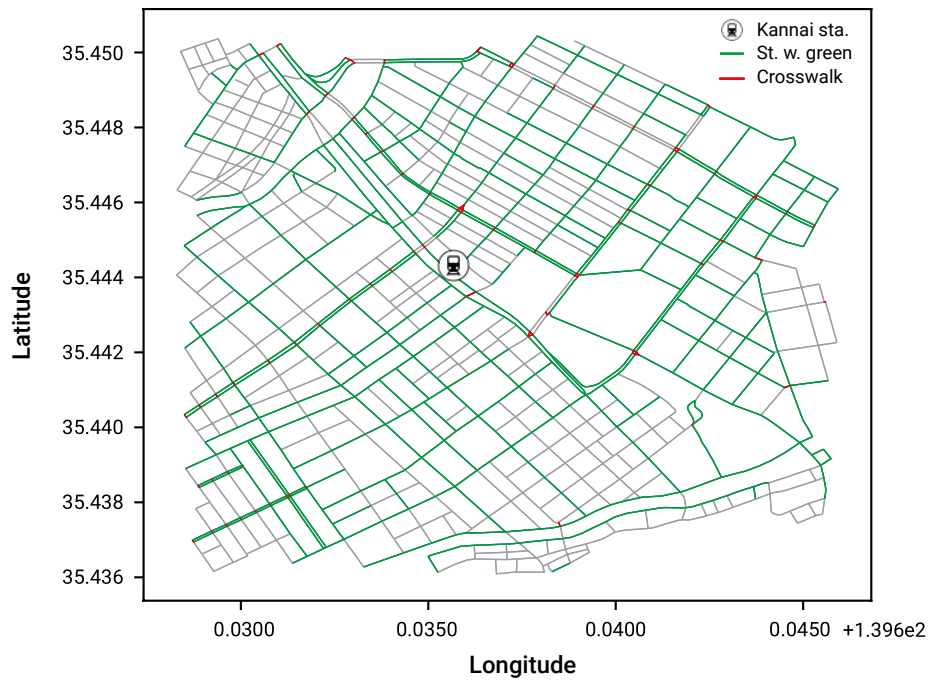 Kannai sta.
St. w. green
Crosswalk
35.450
35.448
35.446
35.444
35.442
35.440
35.438
35.436
Latitude
0.0300
0.0350
0.0400
0.0450
+1.396e2
Longitude